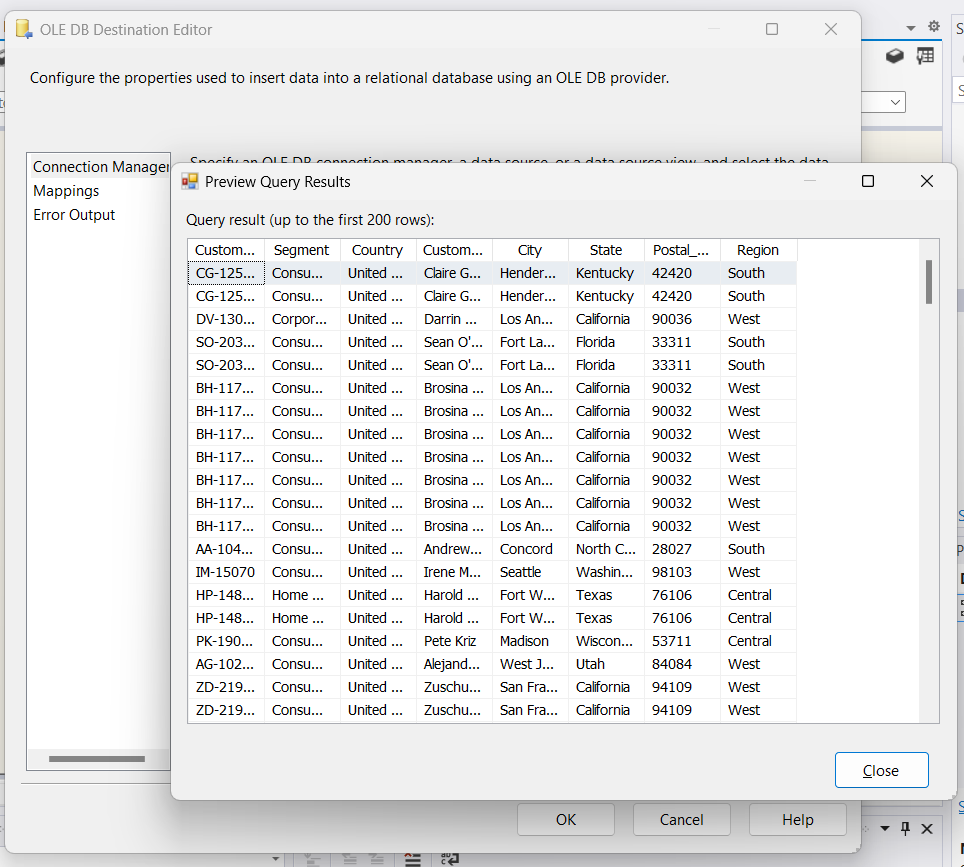 OLE DB Destination Editor
Configure the properties used to insert data into a relational database using an OLE DB provider.
Specify an OLE DB connection manager, a data source, or a data source view, and select the data
Connection Manager
Mappings
Error Output
Preview Query Results
Query result (up to the first 200 rows):
Custom... Segment Country Custom... City State Postal_... Region
CG-125... Consu... United ... Claire G... Hender... Kentucky 42420 South
CG-125... Consu... United ... Claire G... Hender... Kentucky 42420 South
DV-130... Corpor... United ... Darrin ... Los An... California 90036 West
SO-203... Consu... United ... Sean O'... Fort La... Florida 33311 South
SO-203... Consu... United ... Sean O'... Fort La... Florida 33311 South
BH-117... Consu... United ... Brosina ... Los An... California 90032 West
BH-117... Consu... United ... Brosina ... Los An... California 90032 West
BH-117... Consu... United ... Brosina ... Los An... California 90032 West
BH-117... Consu... United ... Brosina ... Los An... California 90032 West
BH-117... Consu... United ... Brosina ... Los An... California 90032 West
BH-117... Consu... United ... Brosina ... Los An... California 90032 West
BH-117... Consu... United ... Brosina ... Los An... California 90032 West
AA-104... Consu... United ... Andrew... Concord North C... 28027 South
IM-15070 Consu... United ... Irene M... Seattle Washin... 98103 West
HP-148... Home ... United ... Harold ... Fort W... Texas 76106 Central
HP-148... Home ... United ... Harold ... Fort W... Texas 76106 Central
PK-190... Consu... United ... Pete Kriz Madison Wiscon... 53711 Central
AG-102... Consu... United ... Alejand... West J... Utah 84084 West
ZD-219... Consu... United ... Zuschu... San Fra... California 94109 West
ZD-219... Consu... United ... Zuschu... San Fra... California 94109 West
Close
OK Cancel Help